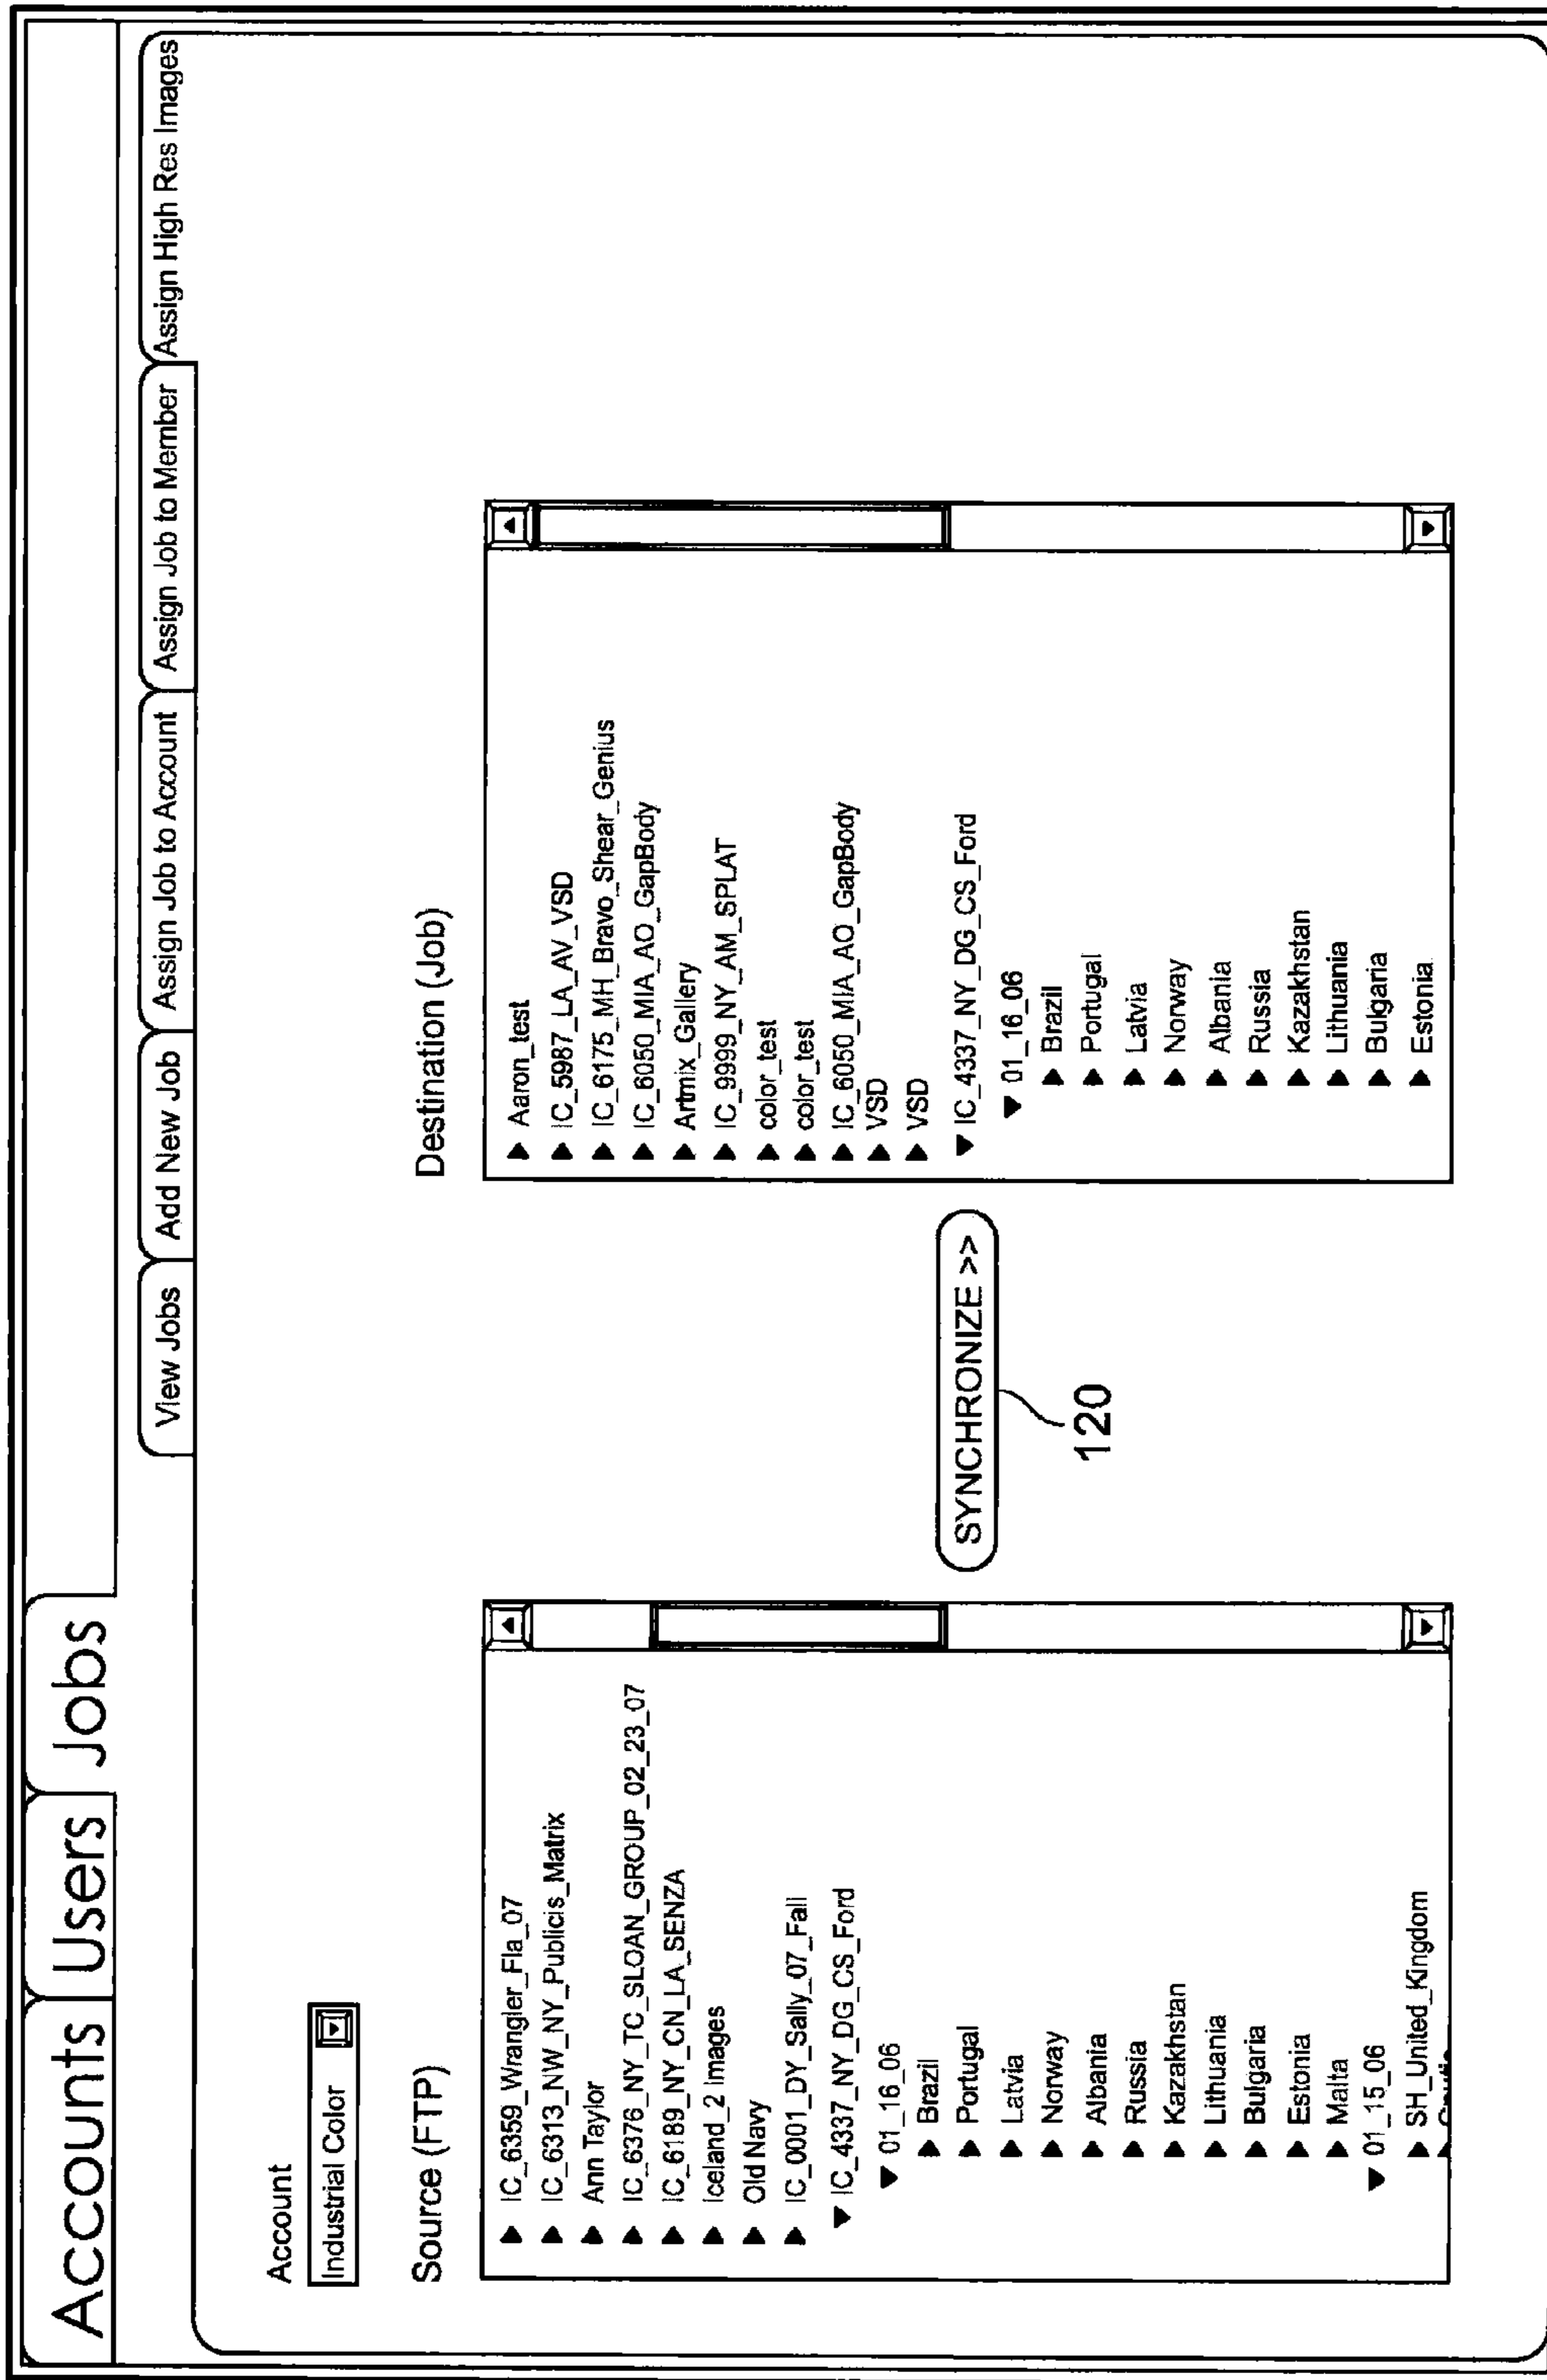 Accounts Users Jobs
View Jobs Add New Job Assign Job to Account Assign Job to Member Assign High Res Images
Account
Industrial Color
Source (FTP)
IC_6359_Wrangler_Fla_07
IC_6313_NW_NY_Publicis_Matrix
Ann Taylor
IC_6376_NY_TC_SLOAN_GROUP_02_23_07
IC_6189_NY_CN_LA_SENZA
Iceland_2 Images
Old Navy
IC_0001_DY_Sally_07_Fall
IC_4337_NY_DG_CS_Ford
01_16_06
Brazil
Portugal
Latvia
Norway
Albania
Russia
Kazakhstan
Lithuania
Bulgaria
Estonia
Malta
01_15_06
SH_United_Kingdom
SYNCHRONIZE >>
120
Destination (Job)
Aaron_test
IC_5987_LA_AV_VSD
IC_6175_MH_Bravo_Shear_Genius
IC_6050_MIA_AO_GapBody
Artmix_Gallery
IC_9999_NY_AM_SPLAT
color_test
color_test
IC_6050_MIA_AO_GapBody
VSD
VSD
IC_4337_NY_DG_CS_Ford
01_16_06
Brazil
Portugal
Latvia
Norway
Albania
Russia
Kazakhstan
Lithuania
Bulgaria
Estonia